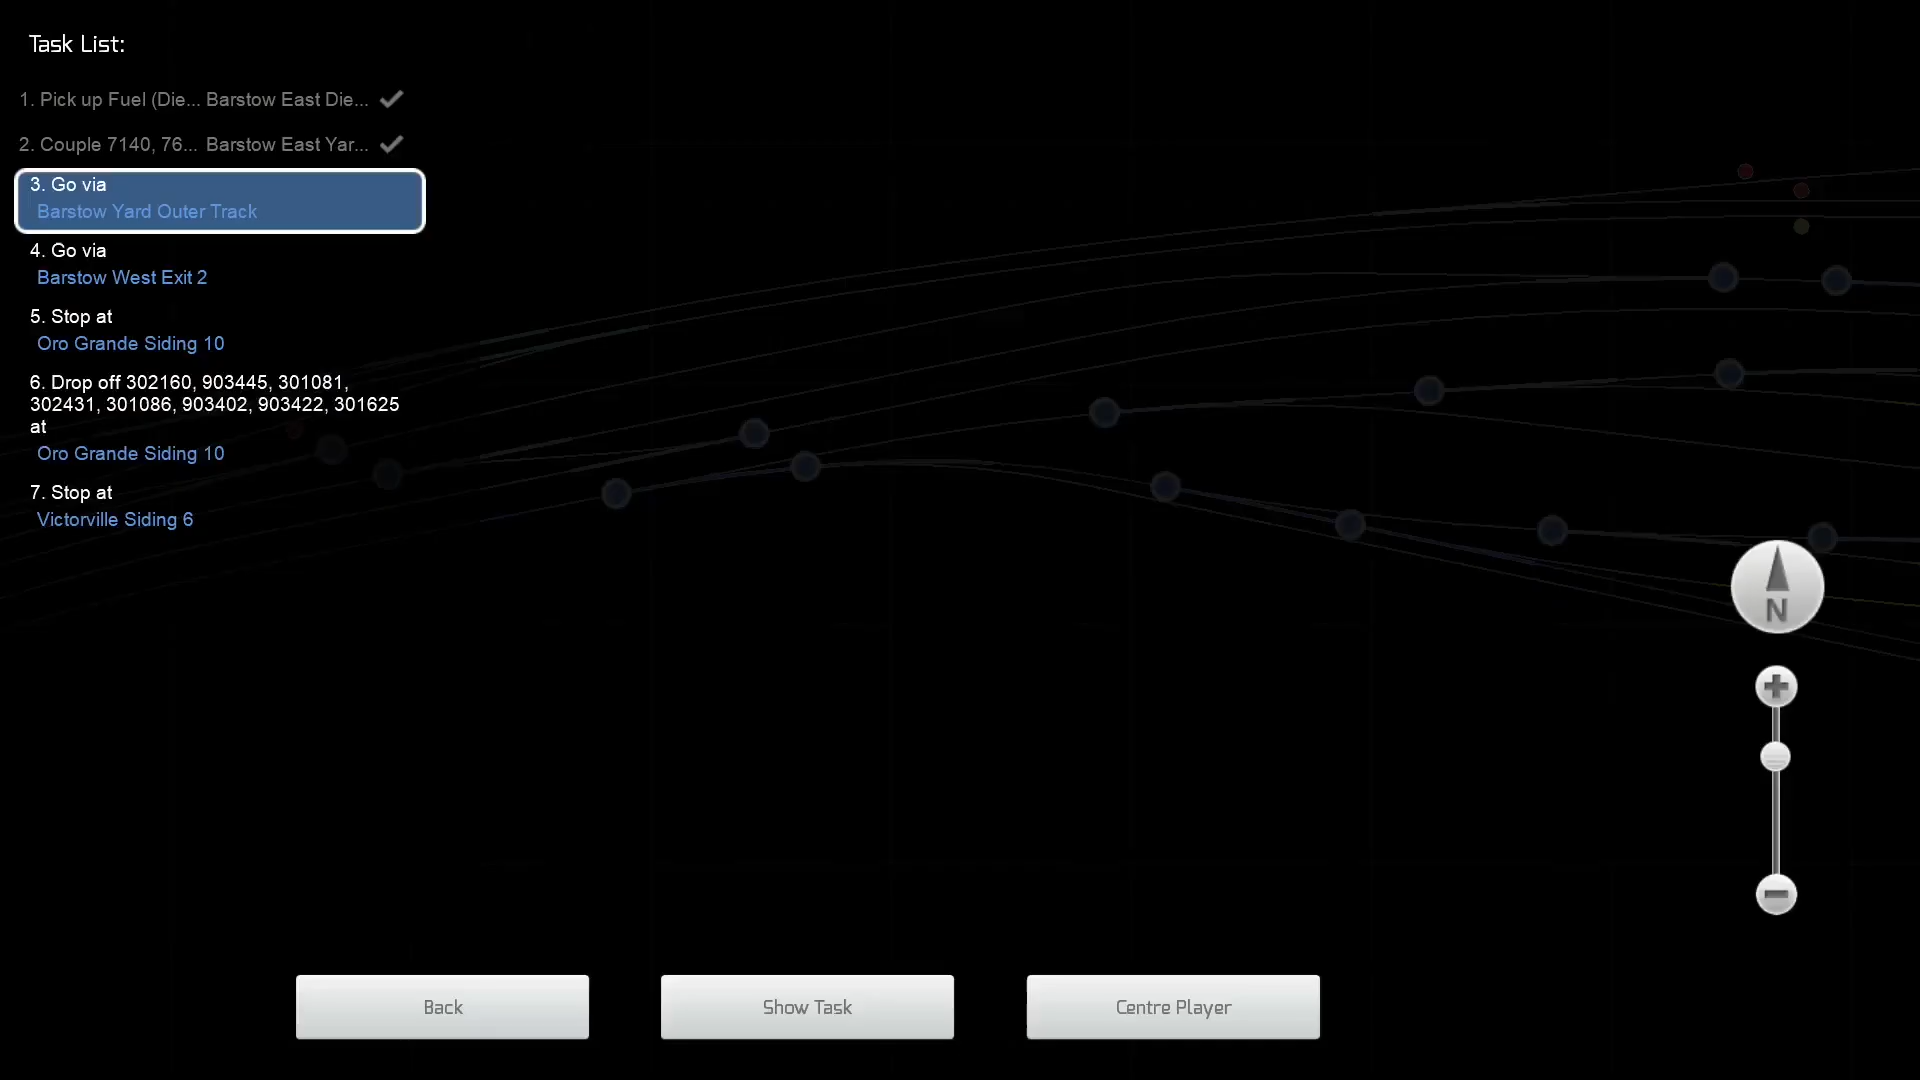 Task List:
1. Pick up Fuel (Die... Barstow East Die...
2. Couple 7140, 76... Barstow East Yar...
3. Go via
Barstow Yard Outer Track
4. Go via
Barstow West Exit 2
5. Stop at
Oro Grande Siding 10
6. Drop off 302160, 903445, 301081,
302431, 301086, 903402, 903422, 301625
at
Oro Grande Siding 10
7. Stop at
Victorville Siding 6
N
Back
Show Task
Centre Player